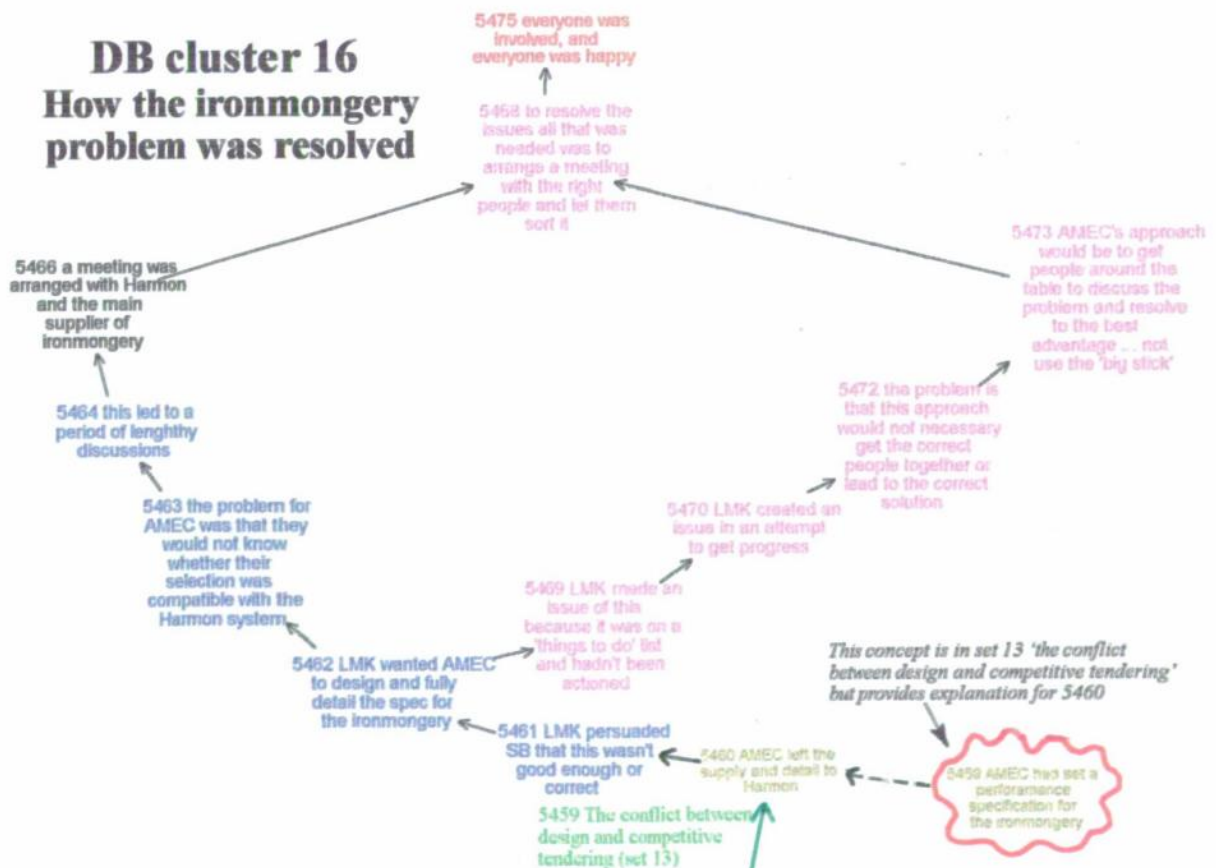 DB cluster 16
How the ironmongery
problem was resolved
5475 everyone was
involved, and
everyone was happy
5468 to resolve the
issues all that was
needed was to
arrange a meeting
with the right
people and let them
sort it
5466 a meeting was
arranged with Harmon
and the main
supplier of
ironmongery
5473 AMEC's approach
would be to get
people around the
table to discuss the
problem and resolve
to the best
advantage ... not
use the 'big stick'
5464 this led to a
period of lenghthy
discussions
5472 the problem is
that this approach
would not necessary
get the correct
people together or
lead to the correct
solution
5463 the problem for
AMEC was that they
would not know
whether their
selection was
compatible with the
Harmon system
5470 LMK created an
issue in an attempt
to get progress
5469 LMK made an
issue of this
because it was on a
'things to do' list
and hadn't been
actioned
5462 LMK wanted AMEC
to design and fully
detail the spec for
the ironmongery
This concept is in set 13 'the conflict
between design and competitive tendering'
but provides explanation for 5460
5461 LMK persuaded
SB that this wasn't
good enough or
correct
5460 AMEC left the
supply and detail to
Harmon
5459 AMEC had set a
perforamance
specification for
the ironmongery
5459 The conflict between
design and competitive
tendering (set 13)